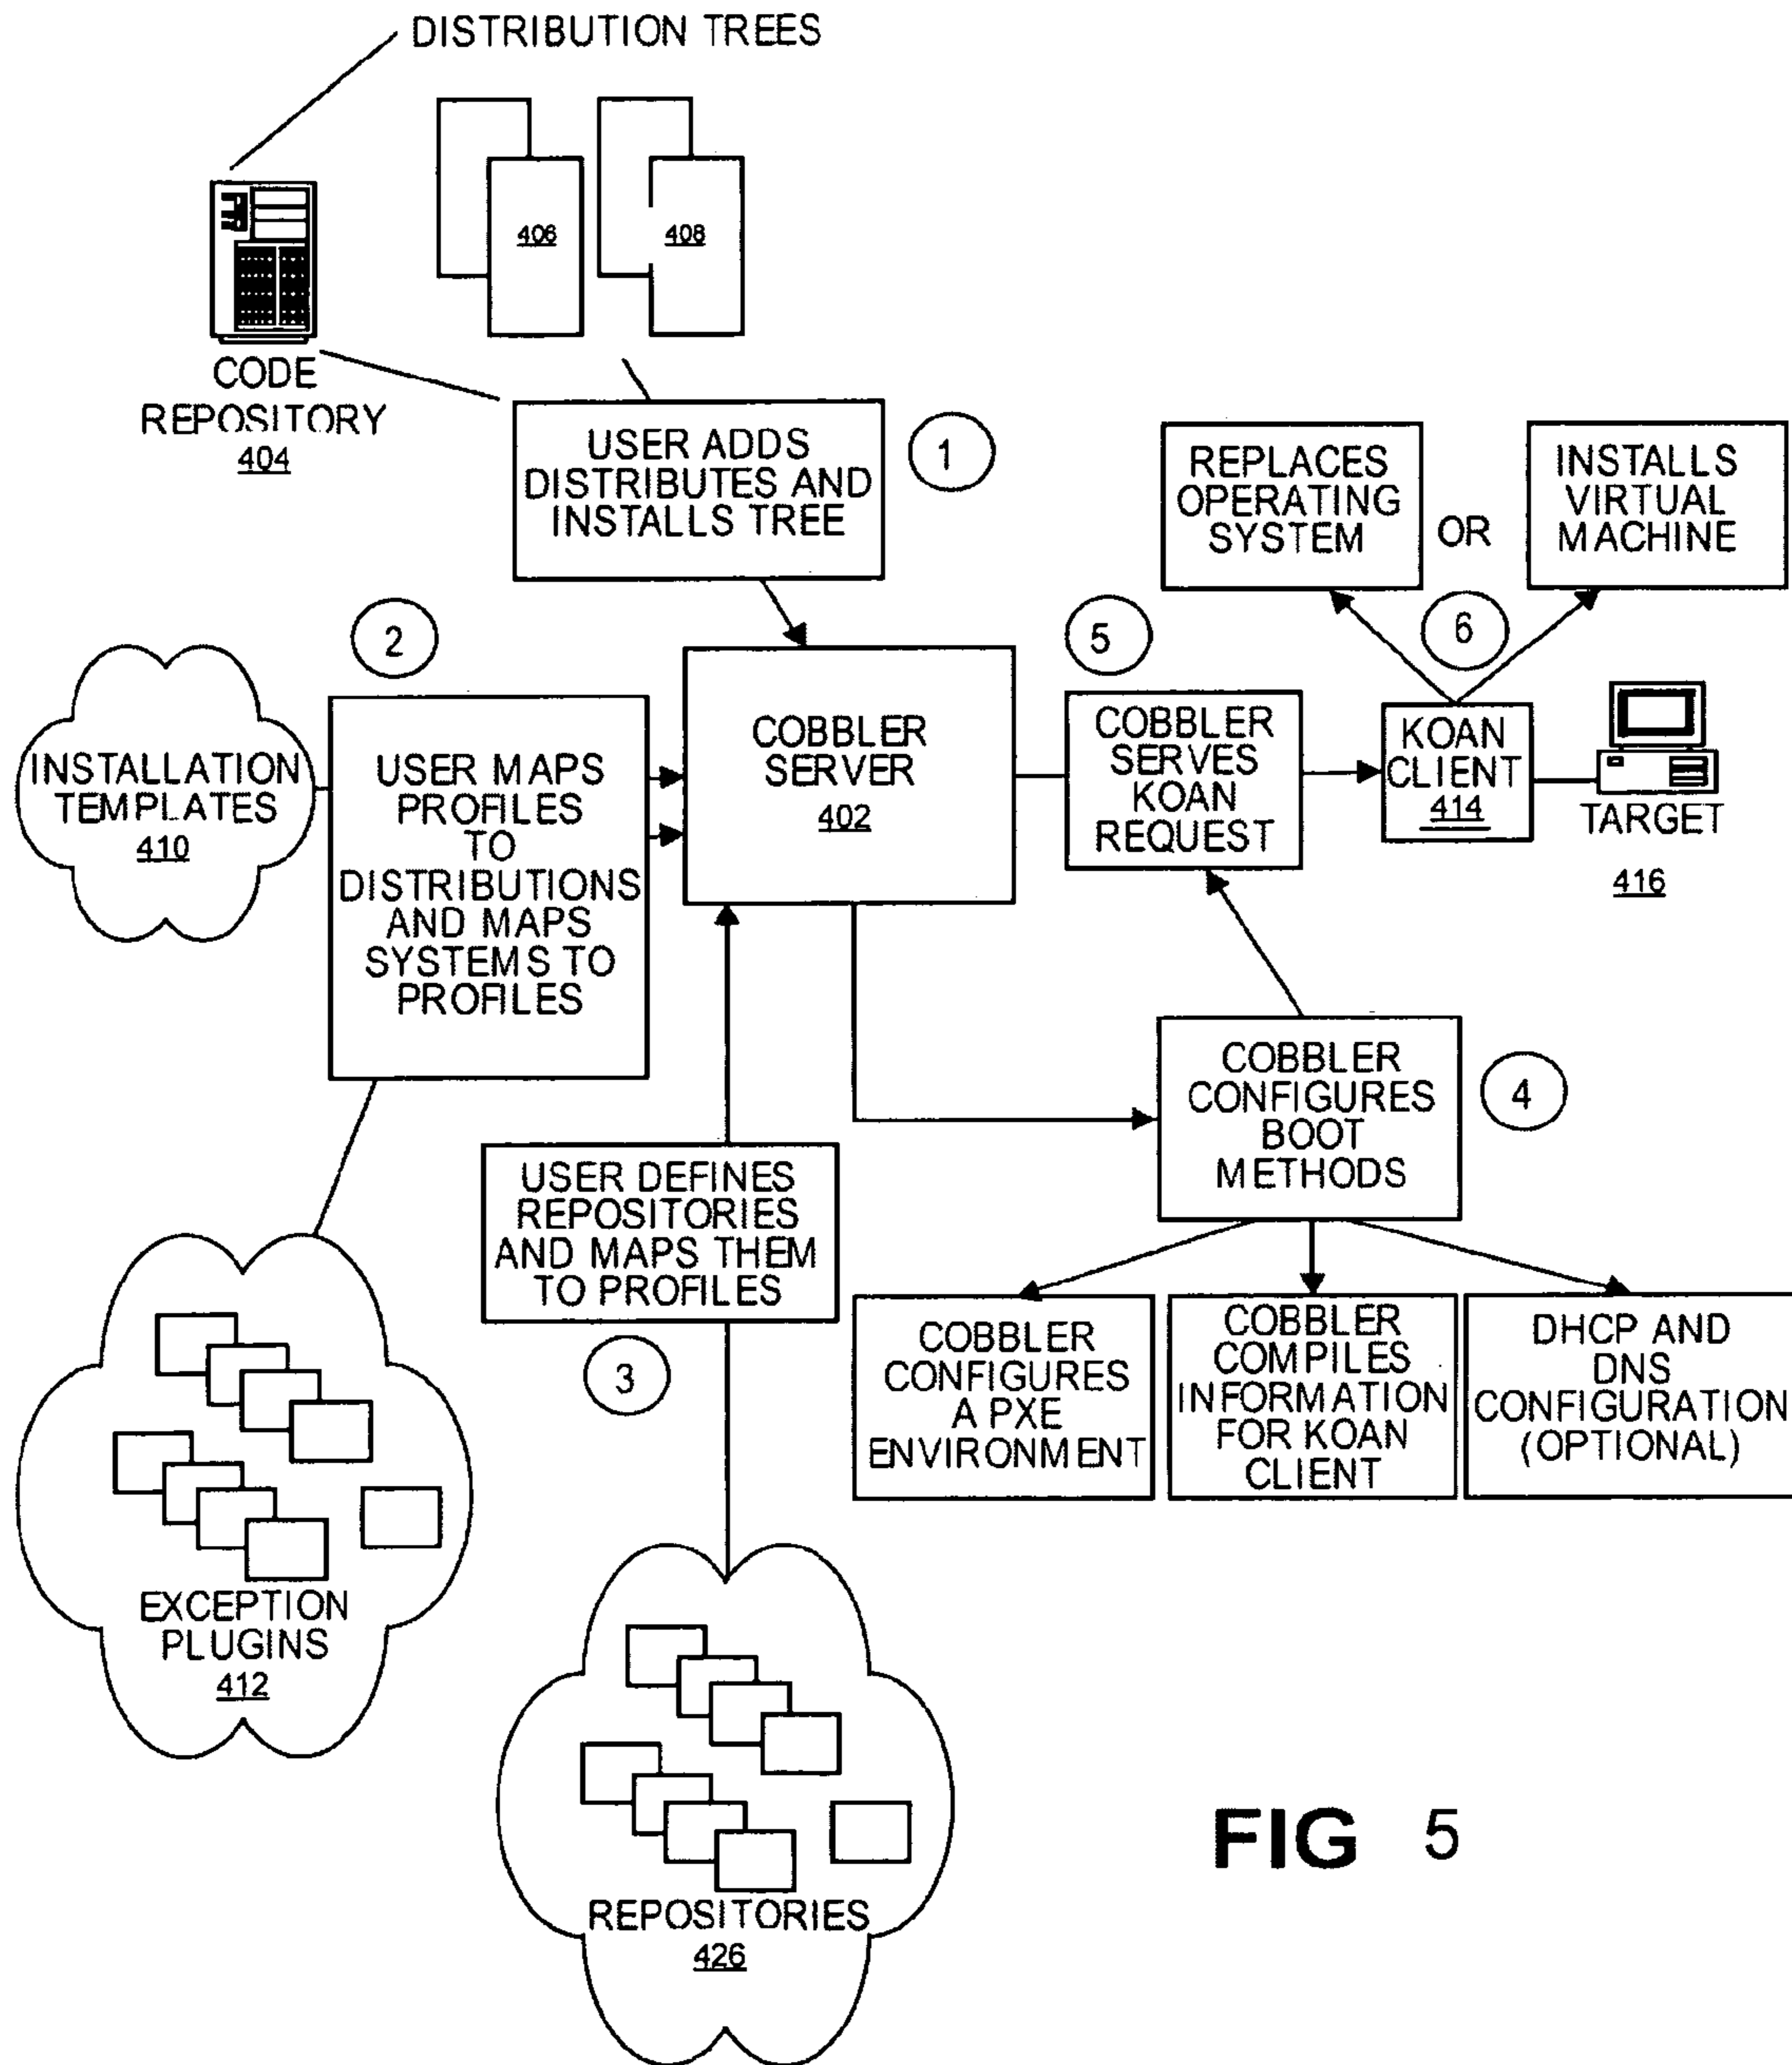 DISTRIBUTION TREES
406
408
CODE
REPOSITORY
404
USER ADDS
DISTRIBUTES AND
INSTALLS TREE
1
REPLACES
OPERATING
SYSTEM
OR
INSTALLS
VIRTUAL
MACHINE
2
5
6
INSTALLATION
TEMPLATES
410
USER MAPS
PROFILES
TO
DISTRIBUTIONS
AND MAPS
SYSTEMS TO
PROFILES
COBBLER
SERVER
402
COBBLER
SERVES
KOAN
REQUEST
KOAN
CLIENT
414
TARGET
416
COBBLER
CONFIGURES
BOOT
METHODS
4
USER DEFINES
REPOSITORIES
AND MAPS THEM
TO PROFILES
3
COBBLER
CONFIGURES
A PXE
ENVIRONMENT
COBBLER
COMPILES
INFORMATION
FOR KOAN
CLIENT
DHCP AND
DNS
CONFIGURATION
(OPTIONAL)
EXCEPTION
PLUGINS
412
REPOSITORIES
426
FIG 5